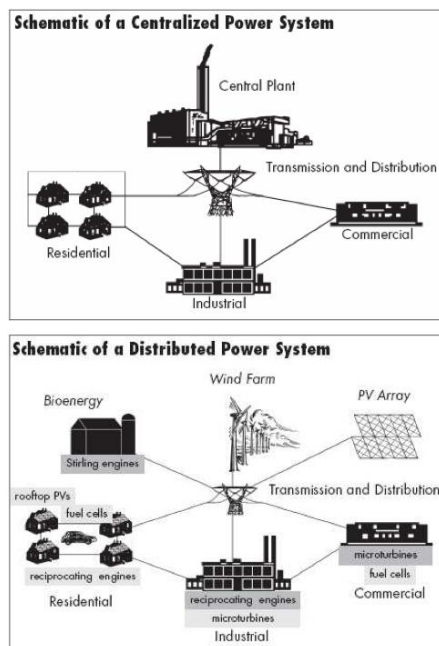 Schematic of a Centralized Power System
Central Plant
Transmission and Distribution
Residential
Commercial
Industrial
Schematic of a Distributed Power System
Wind Farm
Bioenergy
PV Array
Stirling engines
Transmission and Distribution
rooftop PVs
fuel cells
reciprocating engines
Residential
microturbines
fuel cells
Commercial
reciprocating engines
microturbines
Industrial